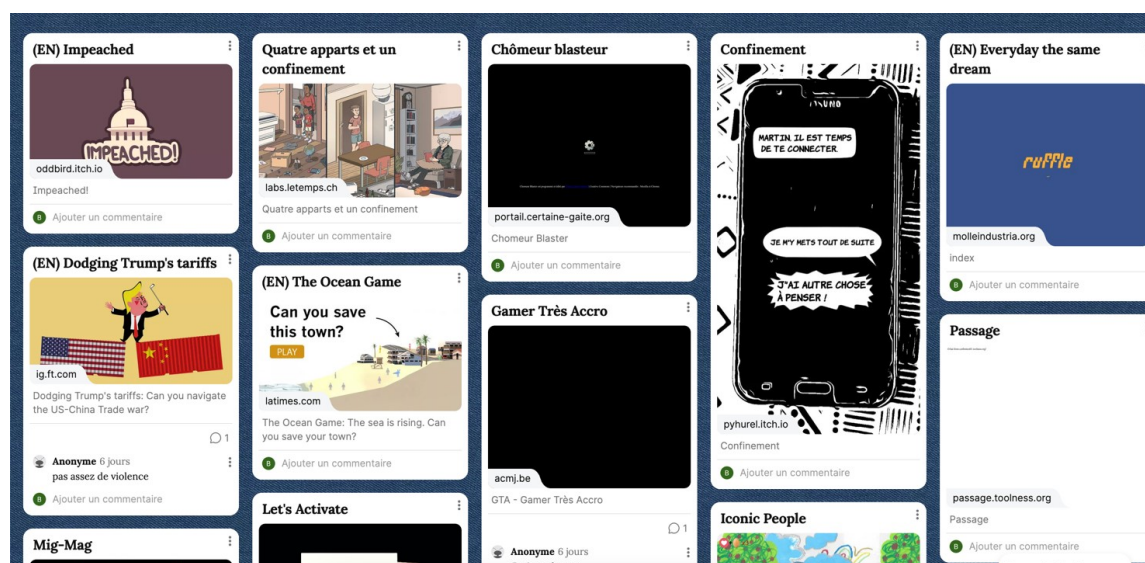 (EN) Impeached
IMPEACHED!
oddbird.itch.io
Impeached!
B Ajouter un commentaire
(EN) Dodging Trump's tariffs
ig.ft.com
Dodging Trump's tariffs: Can you navigate
the US-China Trade war?
1
Anonyme 6 jours
pas assez de violence
B Ajouter un commentaire
Mig-Mag
Quatre apparts et un
confinement
labs.letemps.ch
Quatre apparts et un confinement
B Ajouter un commentaire
(EN) The Ocean Game
Can you save
this town?
PLAY
latimes.com
The Ocean Game: The sea is rising. Can
you save your town?
B Ajouter un commentaire
Let's Activate
Chômeur blasteur
portail.certaine-gaite.org
Chomeur Blaster
B Ajouter un commentaire
Gamer Très Accro
acmj.be
GTA - Gamer Très Accro
1
Anonyme 6 jours
Confinement
MARTIN. IL EST TEMPS
DE TE CONNECTER.
JE M'Y METS TOUT DE SUITE
J'AI AUTRE CHOSE
À PENSER !
pyhurel.itch.io
Confinement
B Ajouter un commentaire
Iconic People
(EN) Everyday the same
dream
ruffle
molleindustria.org
index
B Ajouter un commentaire
Passage
passage.toolness.org
Passage
B Ajouter un commentaire